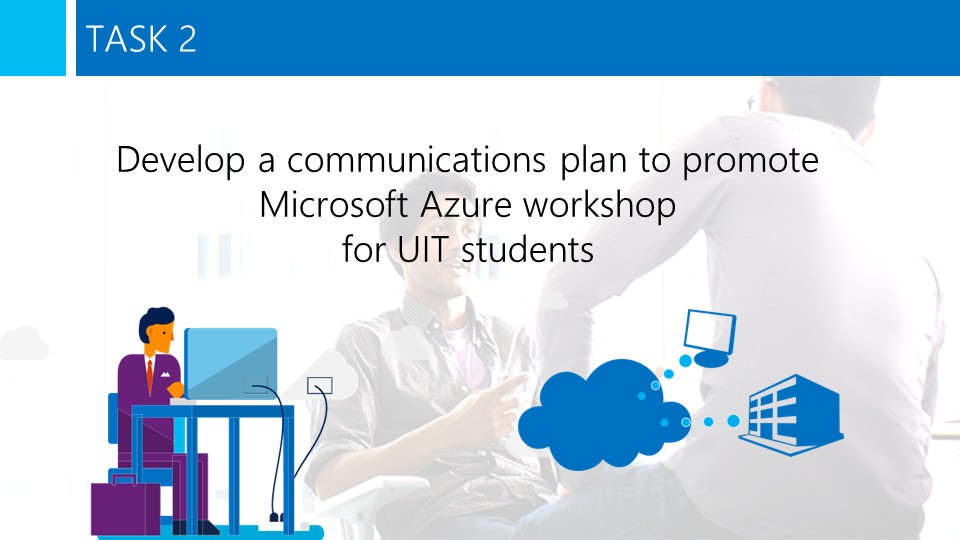 TASK 2
Develop a communications plan to promote
Microsoft Azure workshop
for UIT students